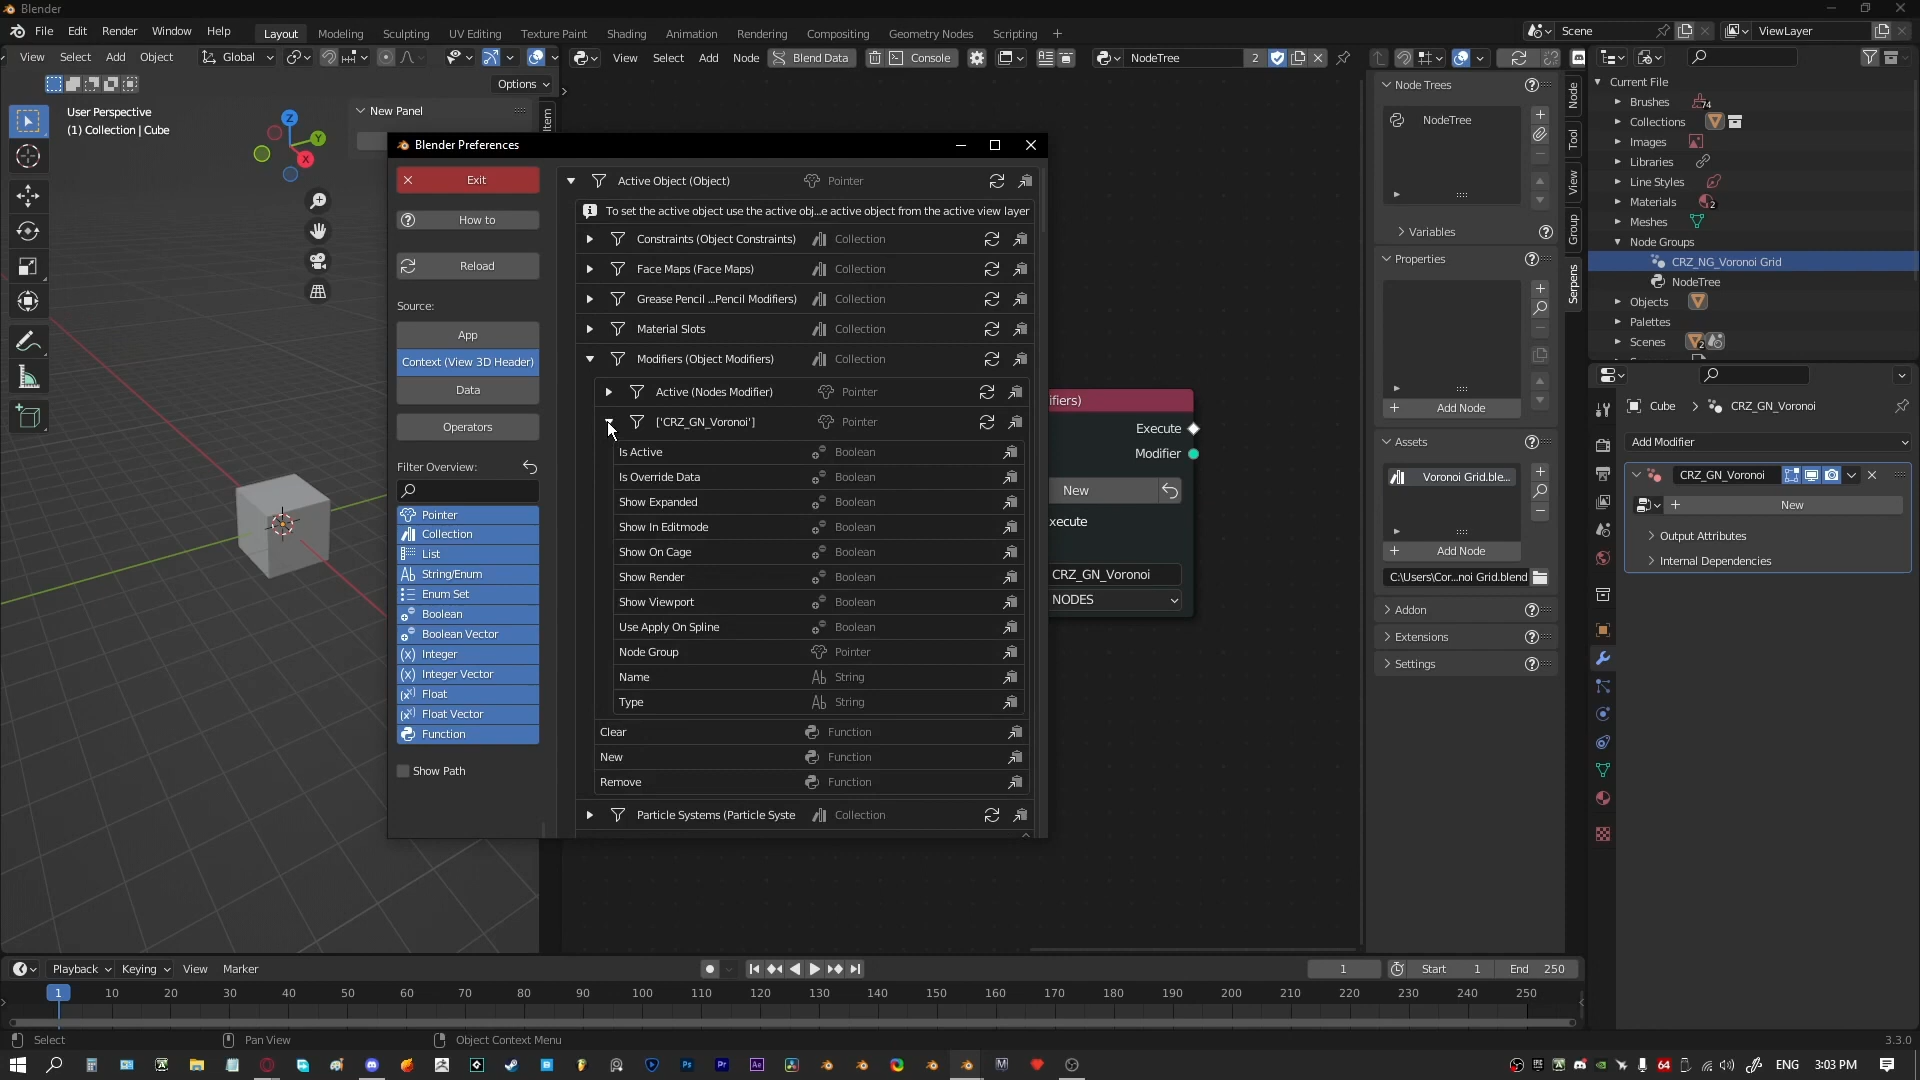 Blender
File Edit Render Window Help Layout Modeling Sculpting UV Editing Texture Paint Shading Animation Rendering Compositing Geometry Nodes Scripting + Scene ViewLayer
View Select Add Object Global View Select Add Node Blend Data Console NodeTree 2
Options
User Perspective
(1) Collection | Cube
New Panel
Item
Z
Y
X
Blender Preferences
Exit
How to
Reload
Source:
App
Context (View 3D Header)
Data
Operators
Filter Overview:
Pointer
Collection
List
String/Enum
Enum Set
Boolean
Boolean Vector
Integer
Integer Vector
Float
Float Vector
Function
Show Path
Active Object (Object) Pointer
To set the active object use the active obj...e active object from the active view layer
Constraints (Object Constraints) Collection
Face Maps (Face Maps) Collection
Grease Pencil ...Pencil Modifiers) Collection
Material Slots Collection
Modifiers (Object Modifiers) Collection
Active (Nodes Modifier) Pointer
['CRZ_GN_Voronoi'] Pointer
Is Active Boolean
Is Override Data Boolean
Show Expanded Boolean
Show In Editmode Boolean
Show On Cage Boolean
Show Render Boolean
Show Viewport Boolean
Use Apply On Spline Boolean
Node Group Pointer
Name String
Type String
Clear Function
New Function
Remove Function
Particle Systems (Particle Syste Collection
ifiers)
Execute
Modifier
New
xecute
CRZ_GN_Voronoi
NODES
Node Trees
NodeTree
Variables
Properties
Add Node
Assets
Voronoi Grid.ble...
Add Node
C:\Users\Cor...noi Grid.blend
Addon
Extensions
Settings
Node
Tool
View
Group
Serpens
Current File
Brushes 74
Collections
Images
Libraries
Line Styles
Materials 2
Meshes
Node Groups
CRZ_NG_Voronoi Grid
NodeTree
Objects
Palettes
Scenes 2
Cube CRZ_GN_Voronoi
Add Modifier
CRZ_GN_Voronoi
New
Output Attributes
Internal Dependencies
Playback Keying View Marker 1 Start 1 End 250
1 10 20 30 40 50 60 70 80 90 100 110 120 130 140 150 160 170 180 190 200 210 220 230 240 250
Select Pan View Object Context Menu 3.3.0
64 ENG 3:03 PM